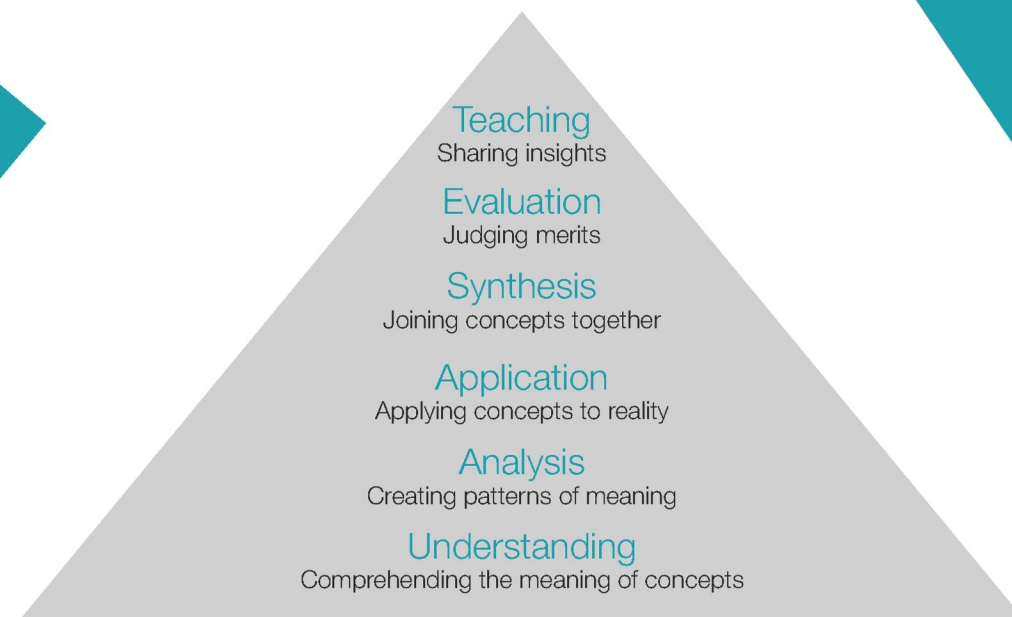 Teaching
Sharing insights
Evaluation
Judging merits
Synthesis
Joining concepts together
Application
Applying concepts to reality
Analysis
Creating patterns of meaning
Understanding
Comprehending the meaning of concepts